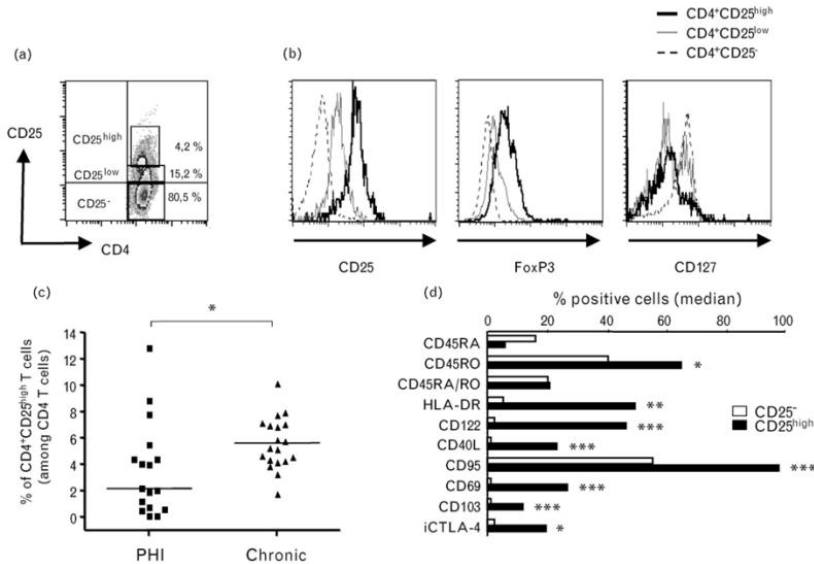 CD4⁺CD25ʰⁱᵍʰ
CD4⁺CD25ˡᵒʷ
CD4⁺CD25⁻
(a)
CD25
CD25ʰⁱᵍʰ
4,2 %
CD25ˡᵒʷ
15,2 %
CD25⁻
80,5 %
CD4
(b)
CD25
FoxP3
CD127
(c)
*
% of CD4⁺CD25ʰⁱᵍʰ T cells
(among CD4 T cells)
14
12
10
8
6
4
2
0
PHI
Chronic
(d)
% positive cells (median)
0
20
40
60
80
100
CD45RA
CD45RO
*
CD45RA/RO
HLA-DR
**
CD122
***
CD40L
***
CD95
***
CD69
***
CD103
***
iCTLA-4
*
CD25⁻
CD25ʰⁱᵍʰ